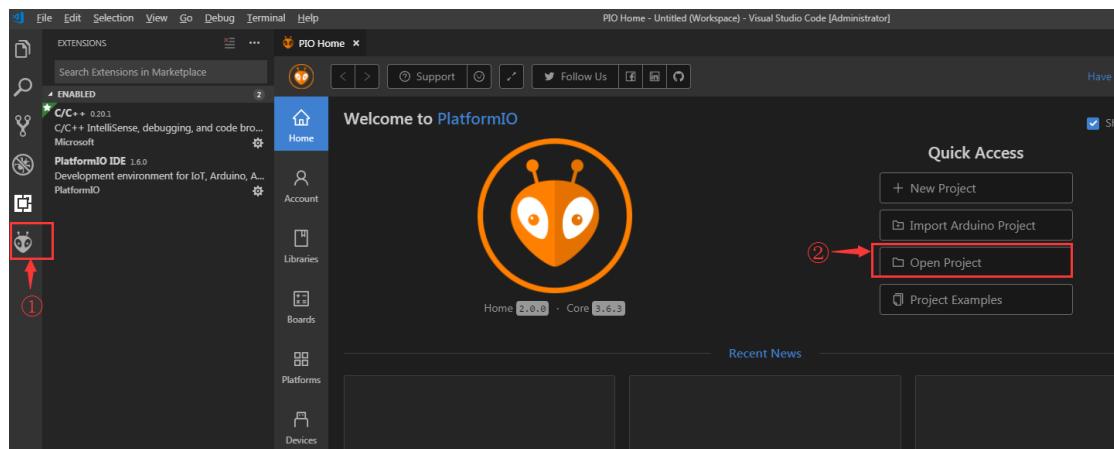 File Edit Selection View Go Debug Terminal Help
PIO Home - Untitled (Workspace) - Visual Studio Code [Administrator]
EXTENSIONS
Search Extensions in Marketplace
ENABLED 2
C/C++ 0.20.1
C/C++ IntelliSense, debugging, and code bro...
Microsoft
PlatformIO IDE 1.6.0
Development environment for IoT, Arduino, A...
PlatformIO
①
PIO Home
Support
Follow Us
Have
Home
Account
Libraries
Boards
Platforms
Devices
Welcome to PlatformIO
Home 2.0.0 · Core 3.6.3
Quick Access
New Project
Import Arduino Project
② Open Project
Project Examples
Recent News